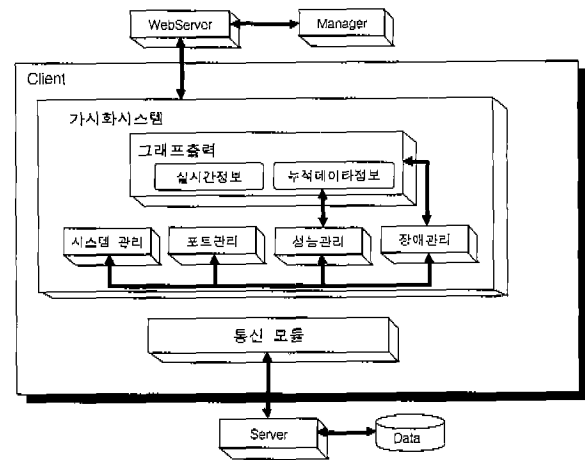 WebServer
Manager
Client
가시화시스템
그래프출력
실시간정보
누적데이타정보
시스템 관리
포트관리
성능관리
장애관리
통신 모듈
Server
Data